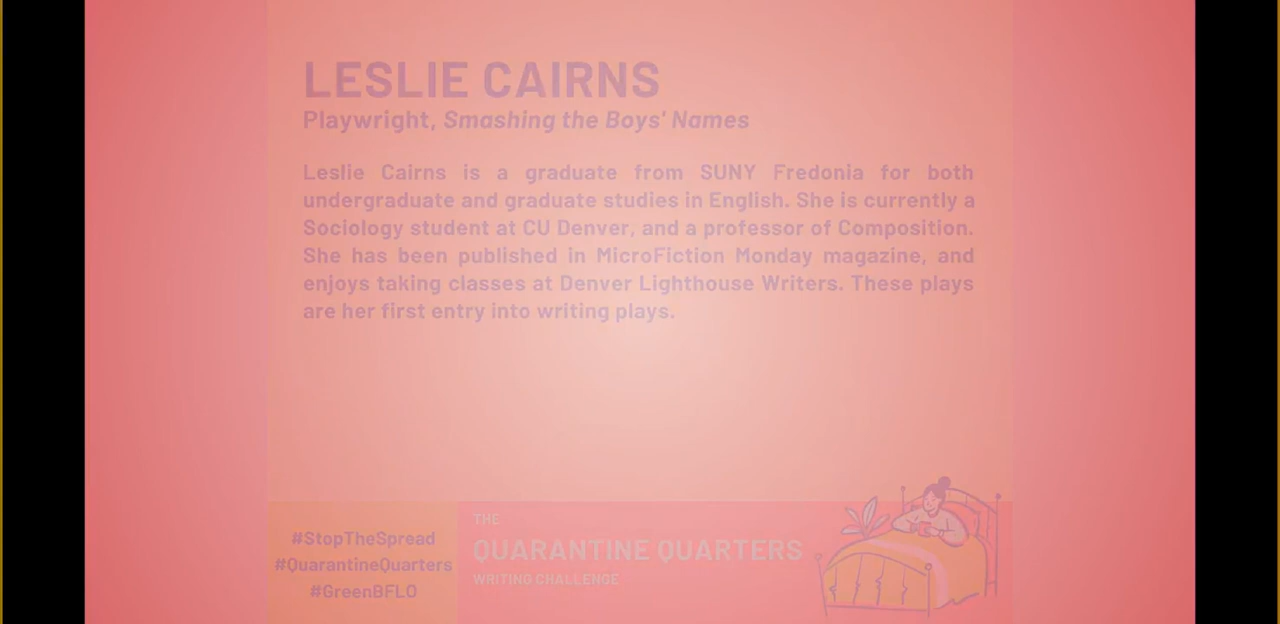 LESLIE CAIRNS
Playwright, Smashing the Boys' Names
Leslie Cairns is a graduate from SUNY Fredonia for both
undergraduate and graduate studies in English. She is currently a
Sociology student at CU Denver, and a professor of Composition.
She has been published in MicroFiction Monday magazine, and
enjoys taking classes at Denver Lighthouse Writers. These plays
are her first entry into writing plays.
#StopTheSpread
#QuarantineQuarters
#GreenBFLO
THE
QUARANTINE QUARTERS
WRITING CHALLENGE